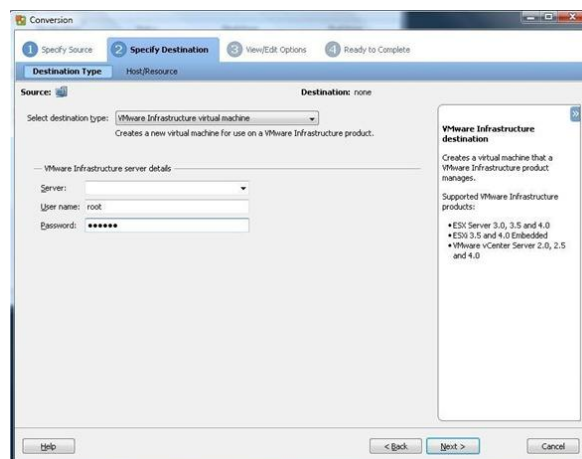 Conversion
1 Specify Source
2 Specify Destination
3 View/Edit Options
4 Ready to Complete
Destination Type
Host/Resource
Source:
Destination: none
Select destination type:
VMware Infrastructure virtual machine
Creates a new virtual machine for use on a VMware Infrastructure product.
VMware Infrastructure server details
Server:
User name: root
Password: ••••••
VMware Infrastructure
destination
Creates a virtual machine that a
VMware Infrastructure product
manages.
Supported VMware Infrastructure
products:
• ESX Server 3.0, 3.5 and 4.0
• ESXi 3.5 and 4.0 Embedded
• VMware vCenter Server 2.0, 2.5
and 4.0
Help
< Back
Next >
Cancel